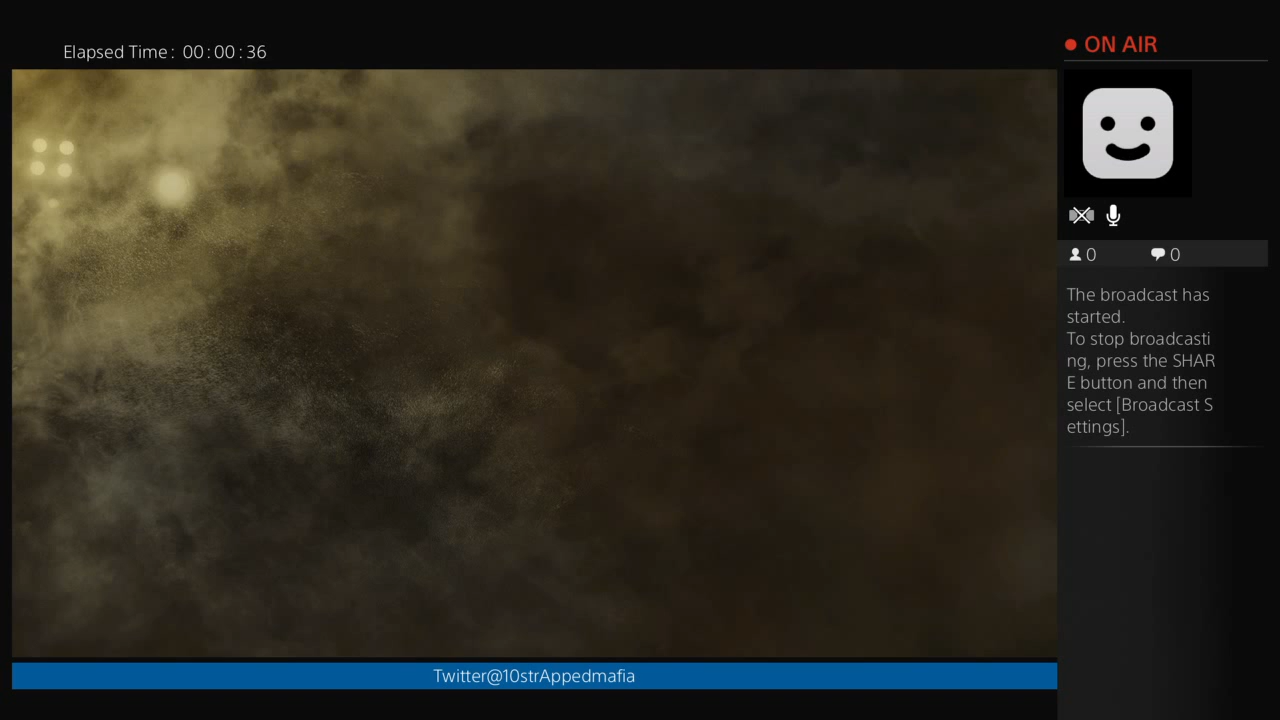 Elapsed Time: 00:00:36
ON AIR
0
0
The broadcast has
started.
To stop broadcasti
ng, press the SHAR
E button and then
select [Broadcast S
ettings].
Twitter@10strAppedmafia